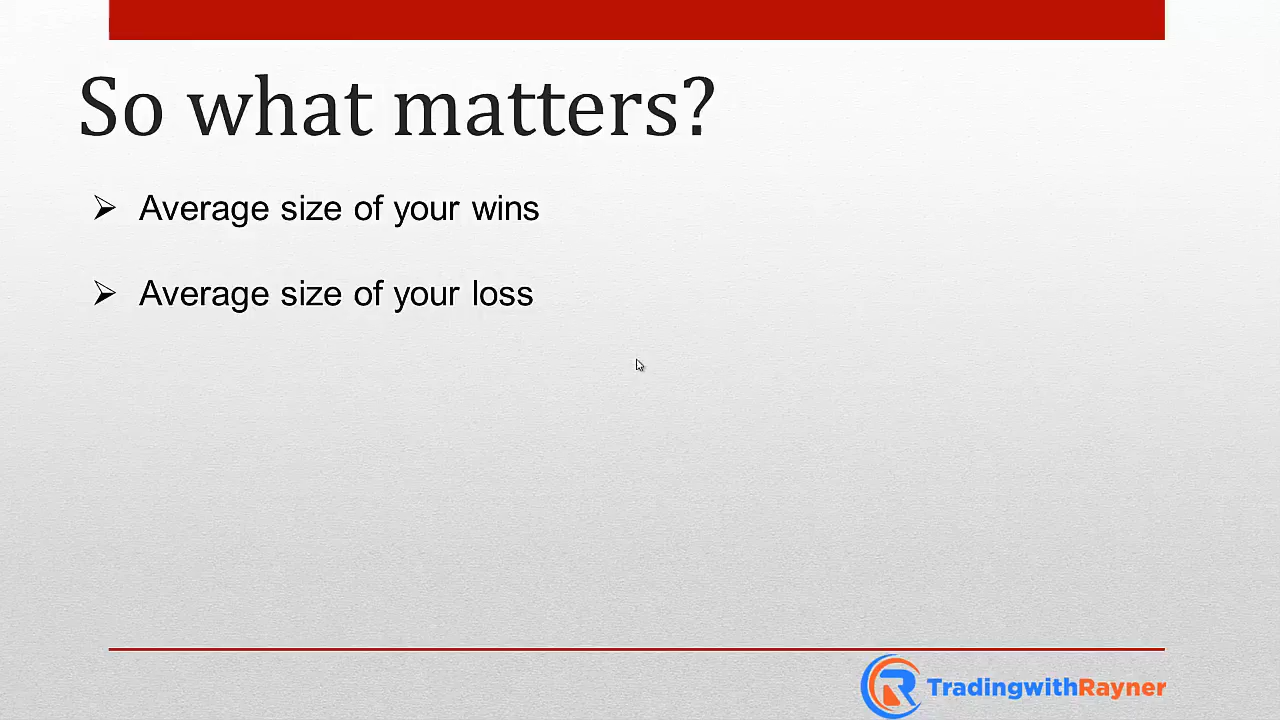 So what matters?
Average size of your wins
Average size of your loss
TradingwithRayner